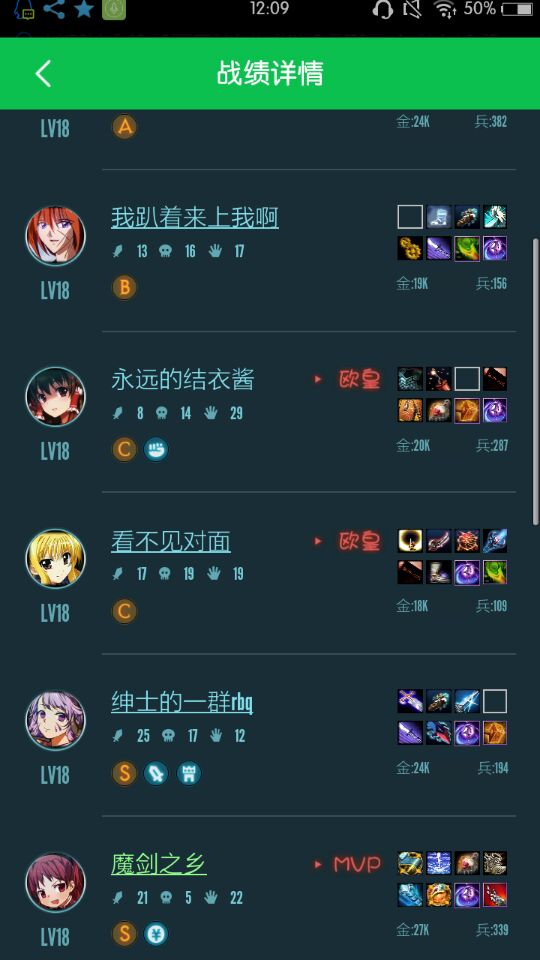 12:09
50%
战绩详情
LV18
A
金:24K 兵:382
我趴着来上我啊
13 16 17
LV18
B
金:19K 兵:156
永远的结衣酱
欧皇
8 14 29
LV18
C
金:20K 兵:287
看不见对面
欧皇
17 19 19
LV18
C
金:18K 兵:109
绅士的一群rbq
25 17 12
LV18
S
金:24K 兵:194
魔剑之乡
MVP
21 5 22
LV18
S ¥
金:27K 兵:339